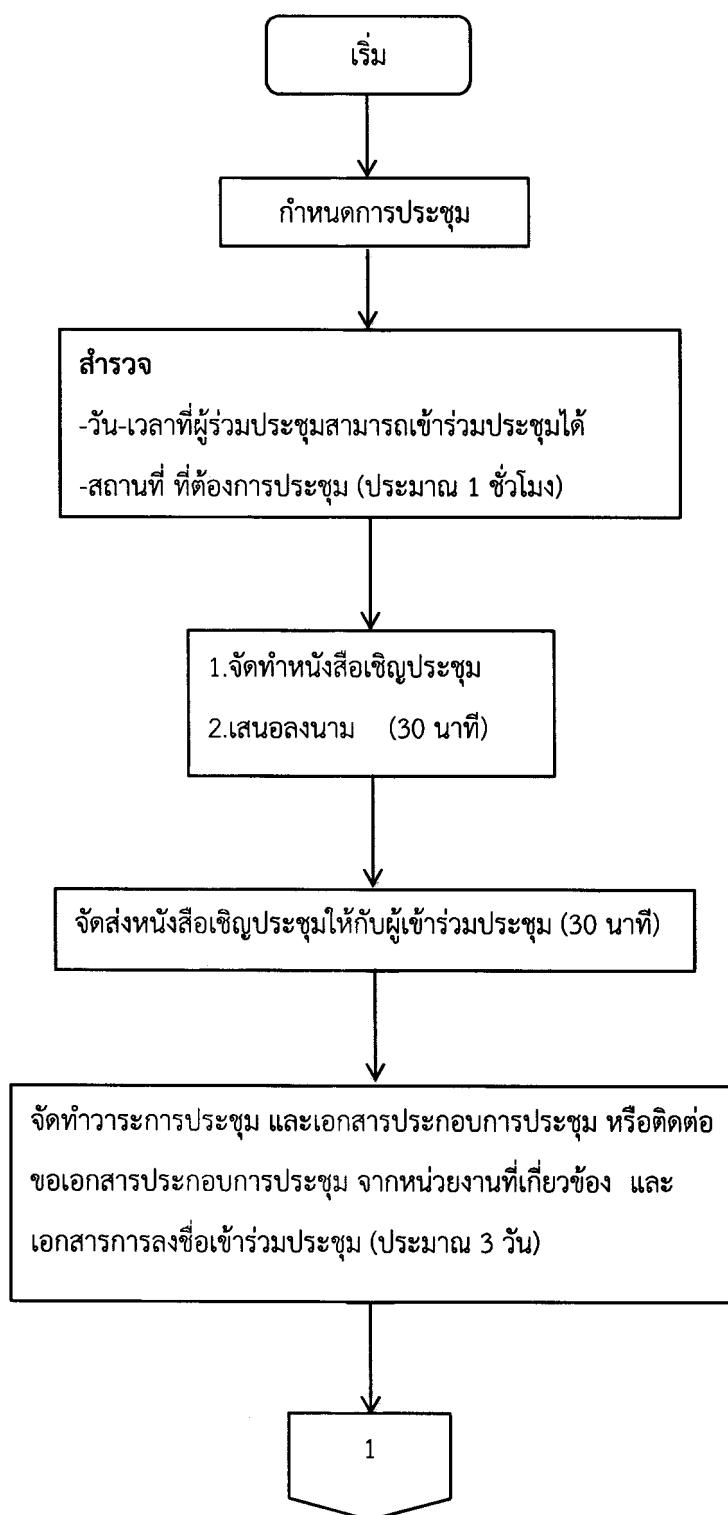 เริ่ม
กำหนดการประชุม
สำรวจ
-วัน-เวลาที่ผู้ร่วมประชุมสามารถเข้าร่วมประชุมได้
-สถานที่ ที่ต้องการประชุม (ประมาณ 1 ชั่วโมง)
1.จัดทำหนังสือเชิญประชุม
2.เสนอลงนาม (30 นาที)
จัดส่งหนังสือเชิญประชุมให้กับผู้เข้าร่วมประชุม (30 นาที)
จัดทำวาระการประชุม และเอกสารประกอบการประชุม หรือติดต่อ
ขอเอกสารประกอบการประชุม จากหน่วยงานที่เกี่ยวข้อง และ
เอกสารการลงชื่อเข้าร่วมประชุม (ประมาณ 3 วัน)
1